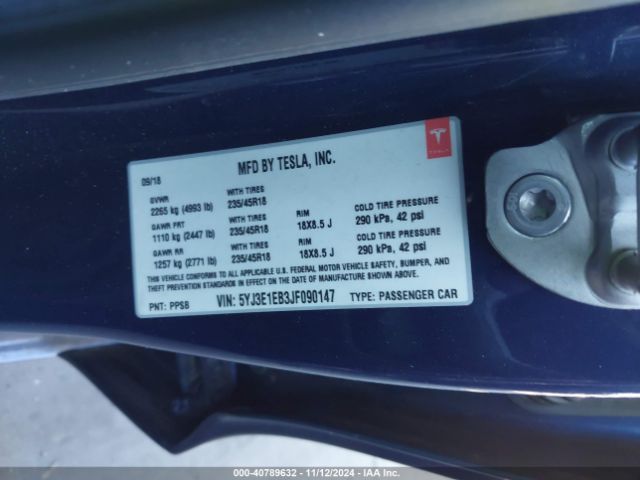 MFD BY TESLA, INC.
TESLA
09/18
GVWR WITH TIRES
2265 kg (4993 lb) 235/45R18
GAWR FRT WITH TIRES RIM COLD TIRE PRESSURE
1110 kg (2447 lb) 235/45R18 18X8.5 J 290 kPa, 42 psi
GAWR RR WITH TIRES RIM COLD TIRE PRESSURE
1257 kg (2771 lb) 235/45R18 18X8.5 J 290 kPa, 42 psi
THIS VEHICLE CONFORMS TO ALL APPLICABLE U.S. FEDERAL MOTOR VEHICLE SAFETY, BUMPER, AND
THEFT PREVENTION STANDARDS IN EFFECT ON THE DATE OF MANUFACTURE SHOWN ABOVE.
PNT: PPSB VIN: 5YJ3E1EB3JF090147 TYPE: PASSENGER CAR
000-40789632 - 11/12/2024 - IAAI.COM